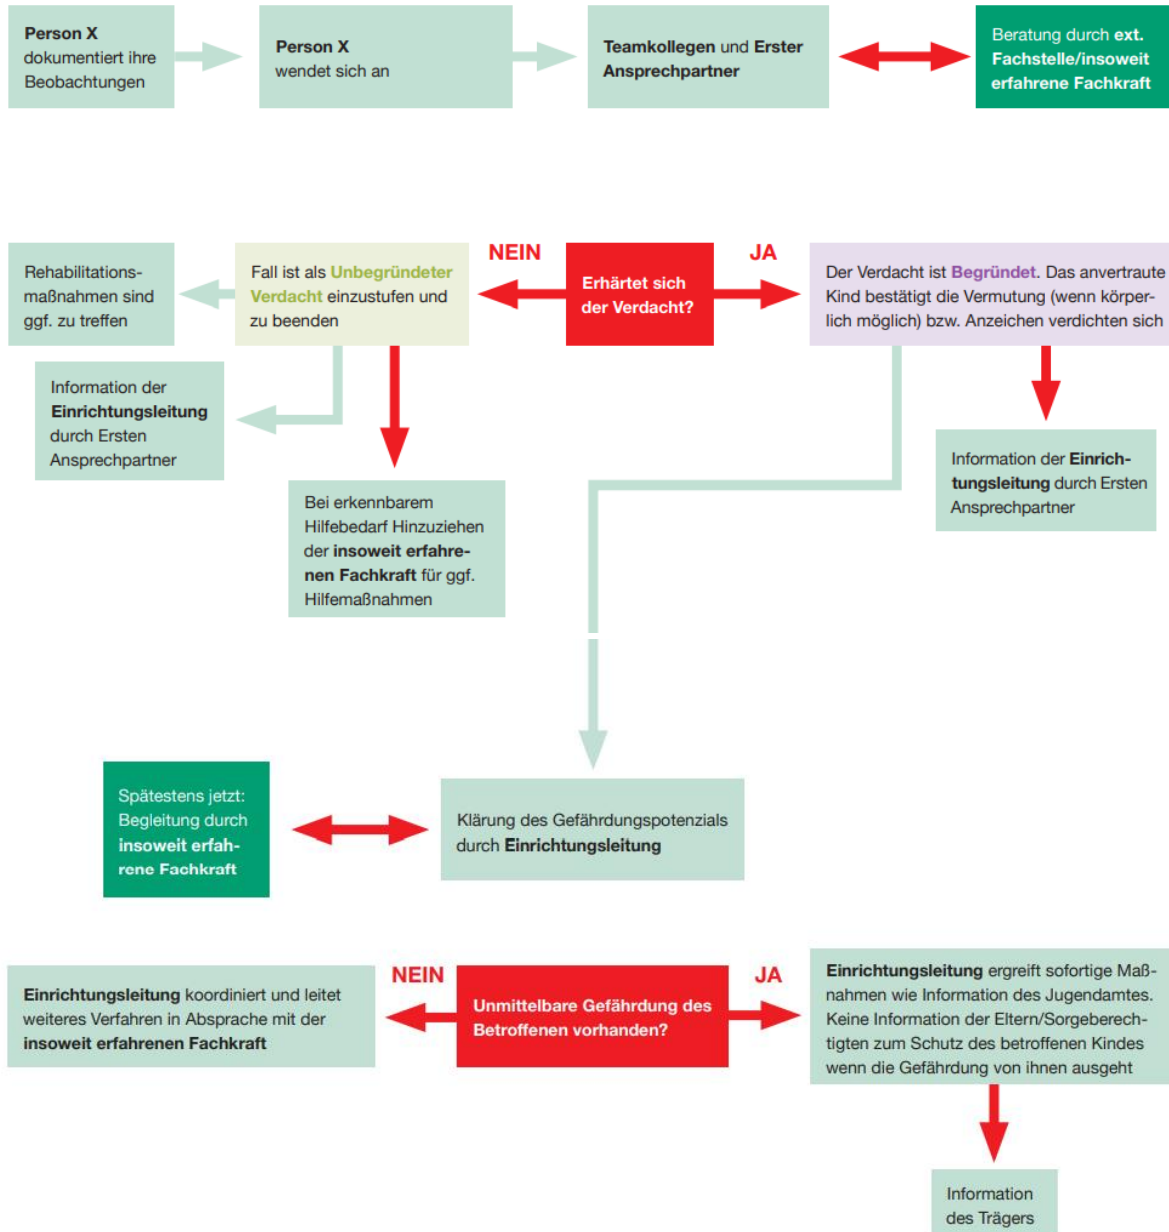 Person X
dokumentiert ihre
Beobachtungen
Person X
wendet sich an
Teamkollegen und Erster
Ansprechpartner
Beratung durch ext.
Fachstelle/insoweit
erfahrene Fachkraft
Rehabilitations-
maßnahmen sind
ggf. zu treffen
Fall ist als Unbegründeter
Verdacht einzustufen und
zu beenden
NEIN
Erhärtet sich
der Verdacht?
JA
Der Verdacht ist Begründet. Das anvertraute
Kind bestätigt die Vermutung (wenn körper-
lich möglich) bzw. Anzeichen verdichten sich
Information der
Einrichtungsleitung
durch Ersten
Ansprechpartner
Bei erkennbarem
Hilfebedarf Hinzuziehen
der insoweit erfahre-
nen Fachkraft für ggf.
Hilfemaßnahmen
Information der Einrich-
tungsleitung durch Ersten
Ansprechpartner
Spätestens jetzt:
Begleitung durch
insoweit erfah-
rene Fachkraft
Klärung des Gefährdungspotenzials
durch Einrichtungsleitung
Einrichtungsleitung koordiniert und leitet
weiteres Verfahren in Absprache mit der
insoweit erfahrenen Fachkraft
NEIN
Unmittelbare Gefährdung des
Betroffenen vorhanden?
JA
Einrichtungsleitung ergreift sofortige Maß-
nahmen wie Information des Jugendamtes.
Keine Information der Eltern/Sorgeberech-
tigten zum Schutz des betroffenen Kindes
wenn die Gefährdung von ihnen ausgeht
Information
des Trägers